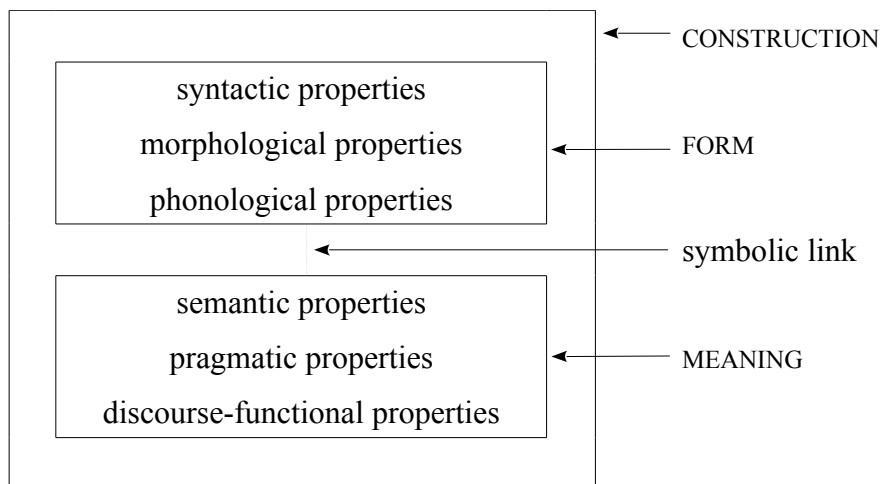 CONSTRUCTION
syntactic properties
morphological properties
FORM
phonological properties
symbolic link
semantic properties
pragmatic properties
MEANING
discourse-functional properties